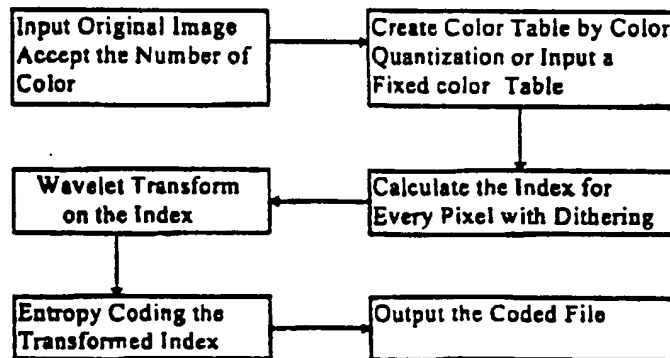 Input Original Image
Accept the Number of
Color
Create Color Table by Color
Quantization or Input a
Fixed color Table
Wavelet Transform
on the Index
Calculate the Index for
Every Pixel with Dithering
Entropy Coding the
Transformed Index
Output the Coded File